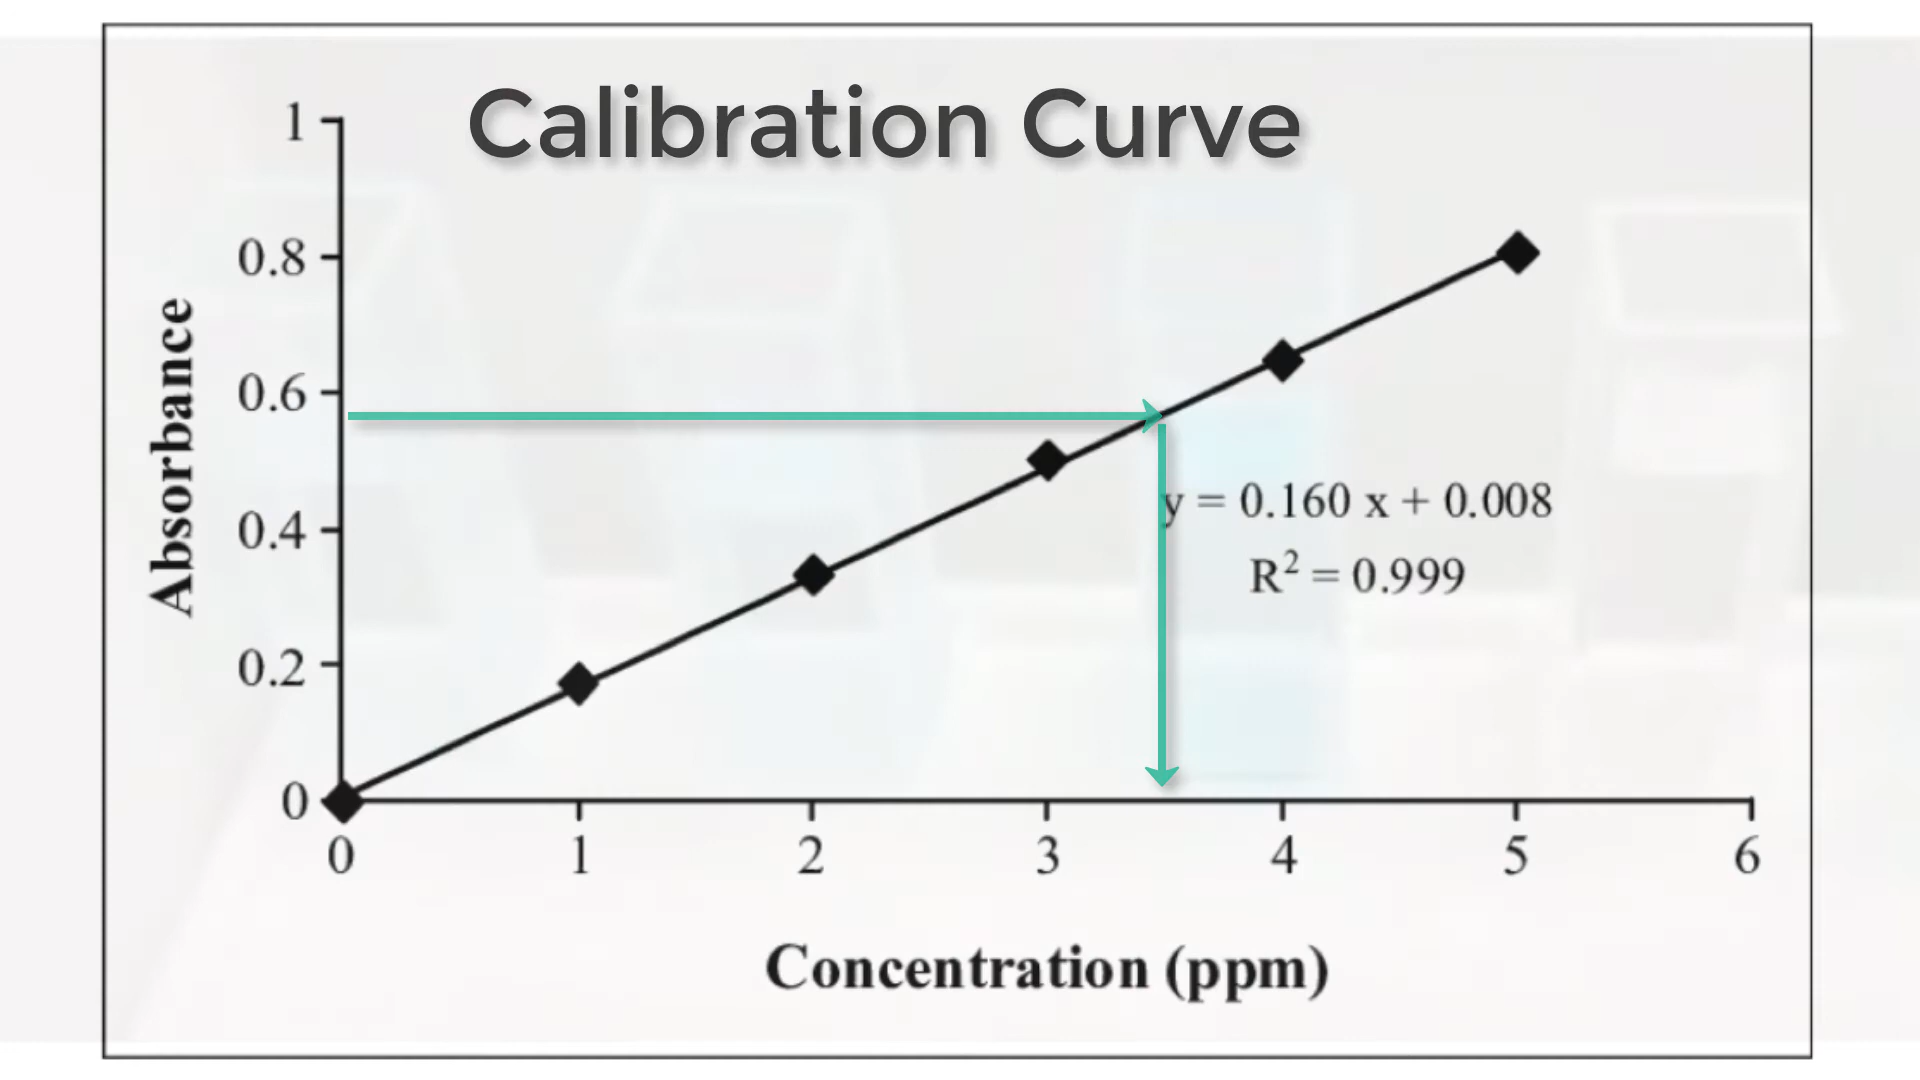 Calibration Curve
1
0.8
0.6
0.4
0.2
0
Absorbance
y = 0.160 x + 0.008
R² = 0.999
0 1 2 3 4 5 6
Concentration (ppm)